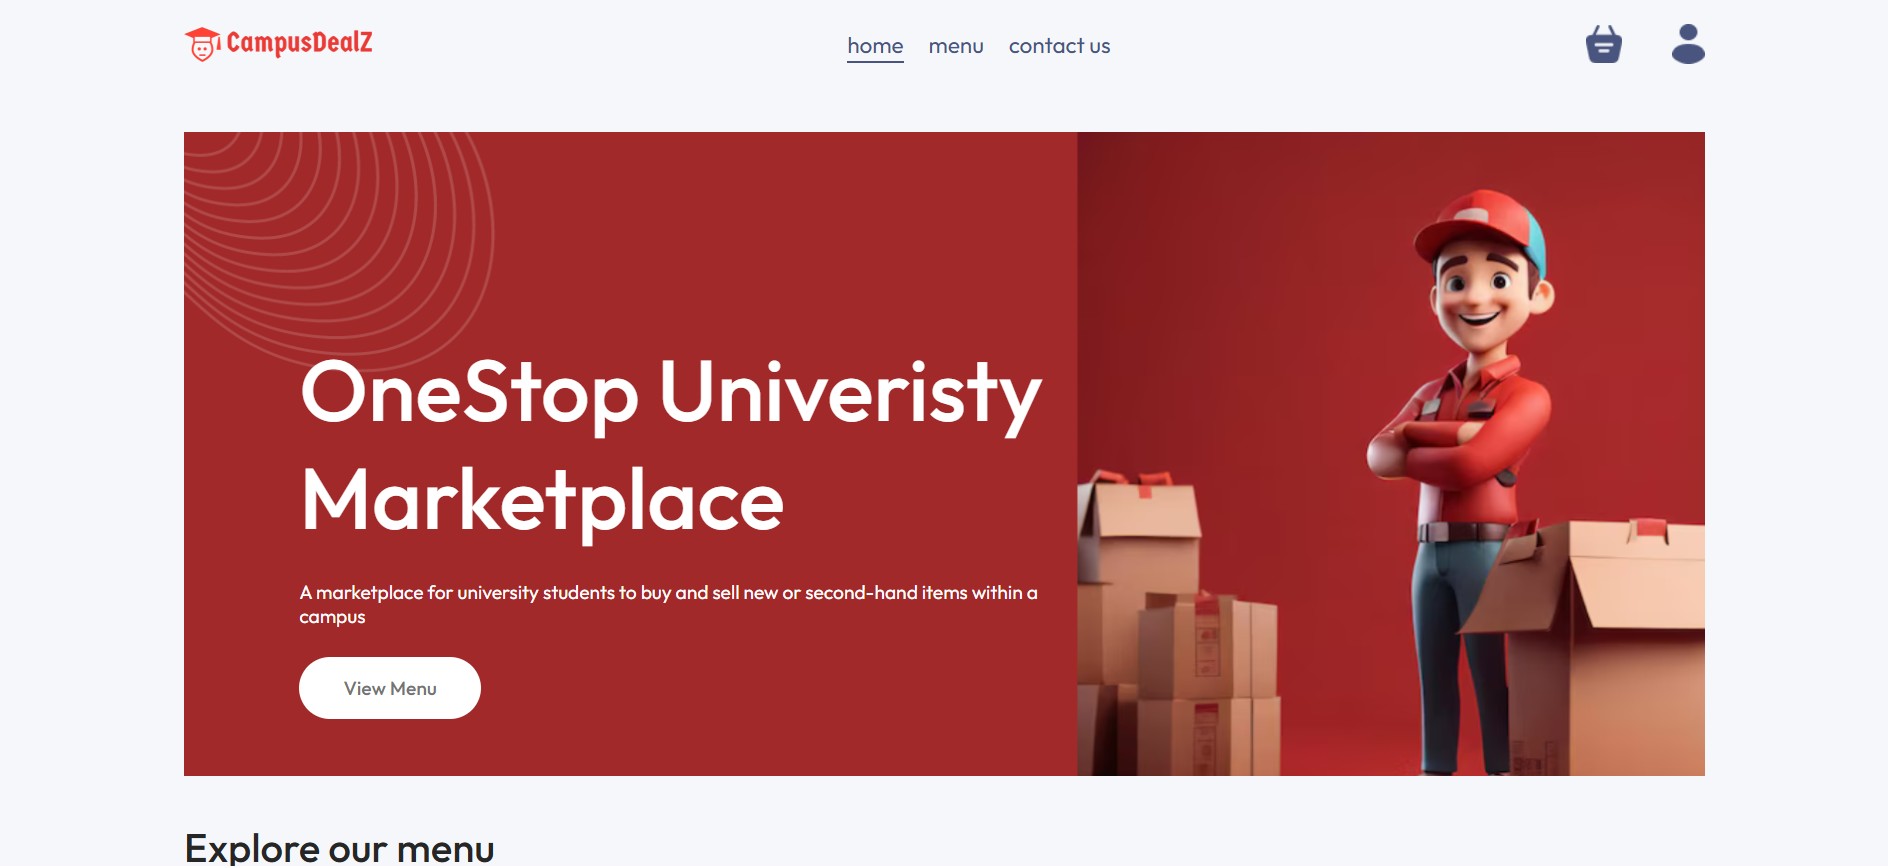 CampusDealZ
home menu contact us
OneStop Univeristy
Marketplace
A marketplace for university students to buy and sell new or second-hand items within a
campus
View Menu
Explore our menu